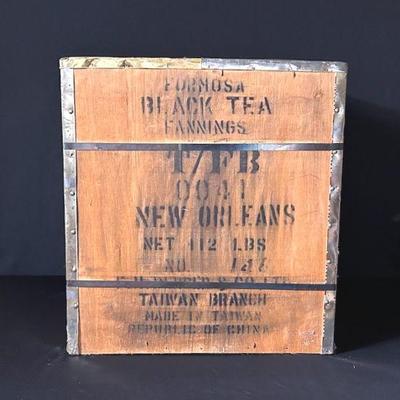 FORMOSA
BLACK TEA
FANNINGS
T/FB
0041
NEW ORLEANS
NET 112 LBS
NO.
TAIWAN BRANCH
MADE IN TAIWAN
REPUBLIC OF CHINA